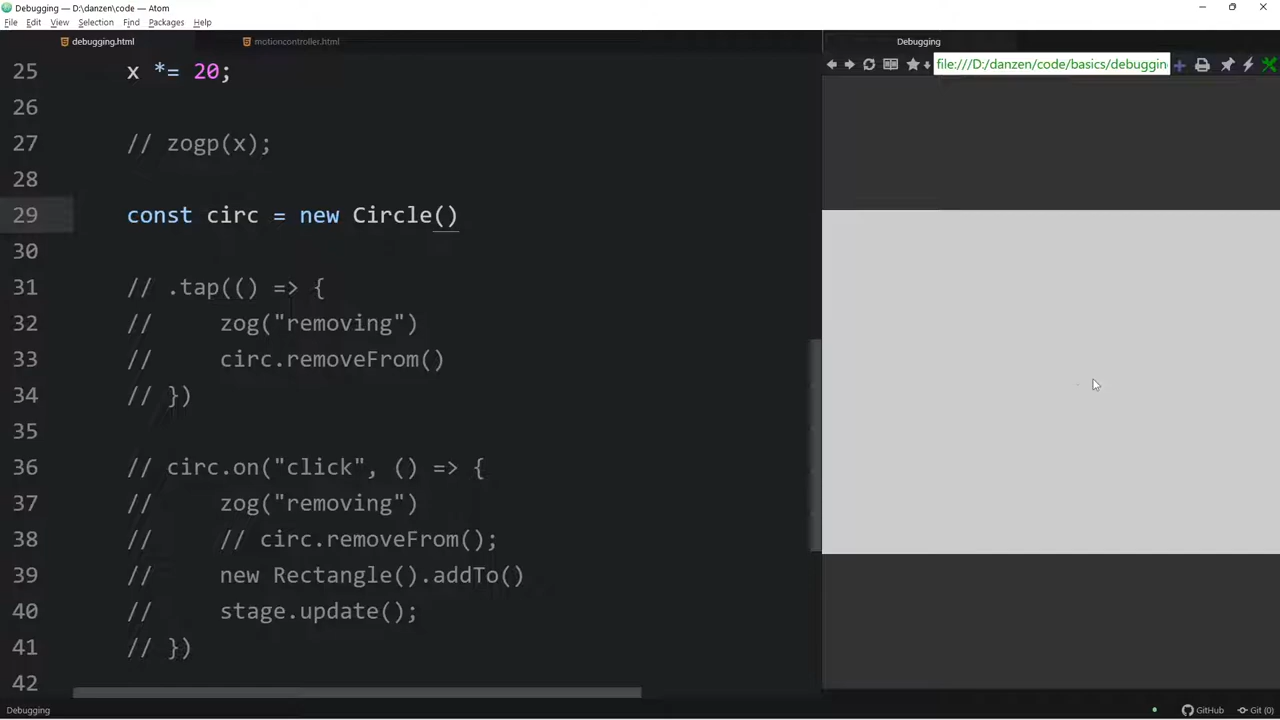 Debugging — D:\danzen\code — Atom
File Edit View Selection Find Packages Help
debugging.html motioncontroller.html Debugging
file:///D:/danzen/code/basics/debuggin
25 x *= 20;
26
27 // zogp(x);
28
29 const circ = new Circle()
30
31 // .tap(() => {
32 // zog("removing")
33 // circ.removeFrom()
34 // })
35
36 // circ.on("click", () => {
37 // zog("removing")
38 // // circ.removeFrom();
39 // new Rectangle().addTo()
40 // stage.update();
41 // })
42
Debugging GitHub Git (0)